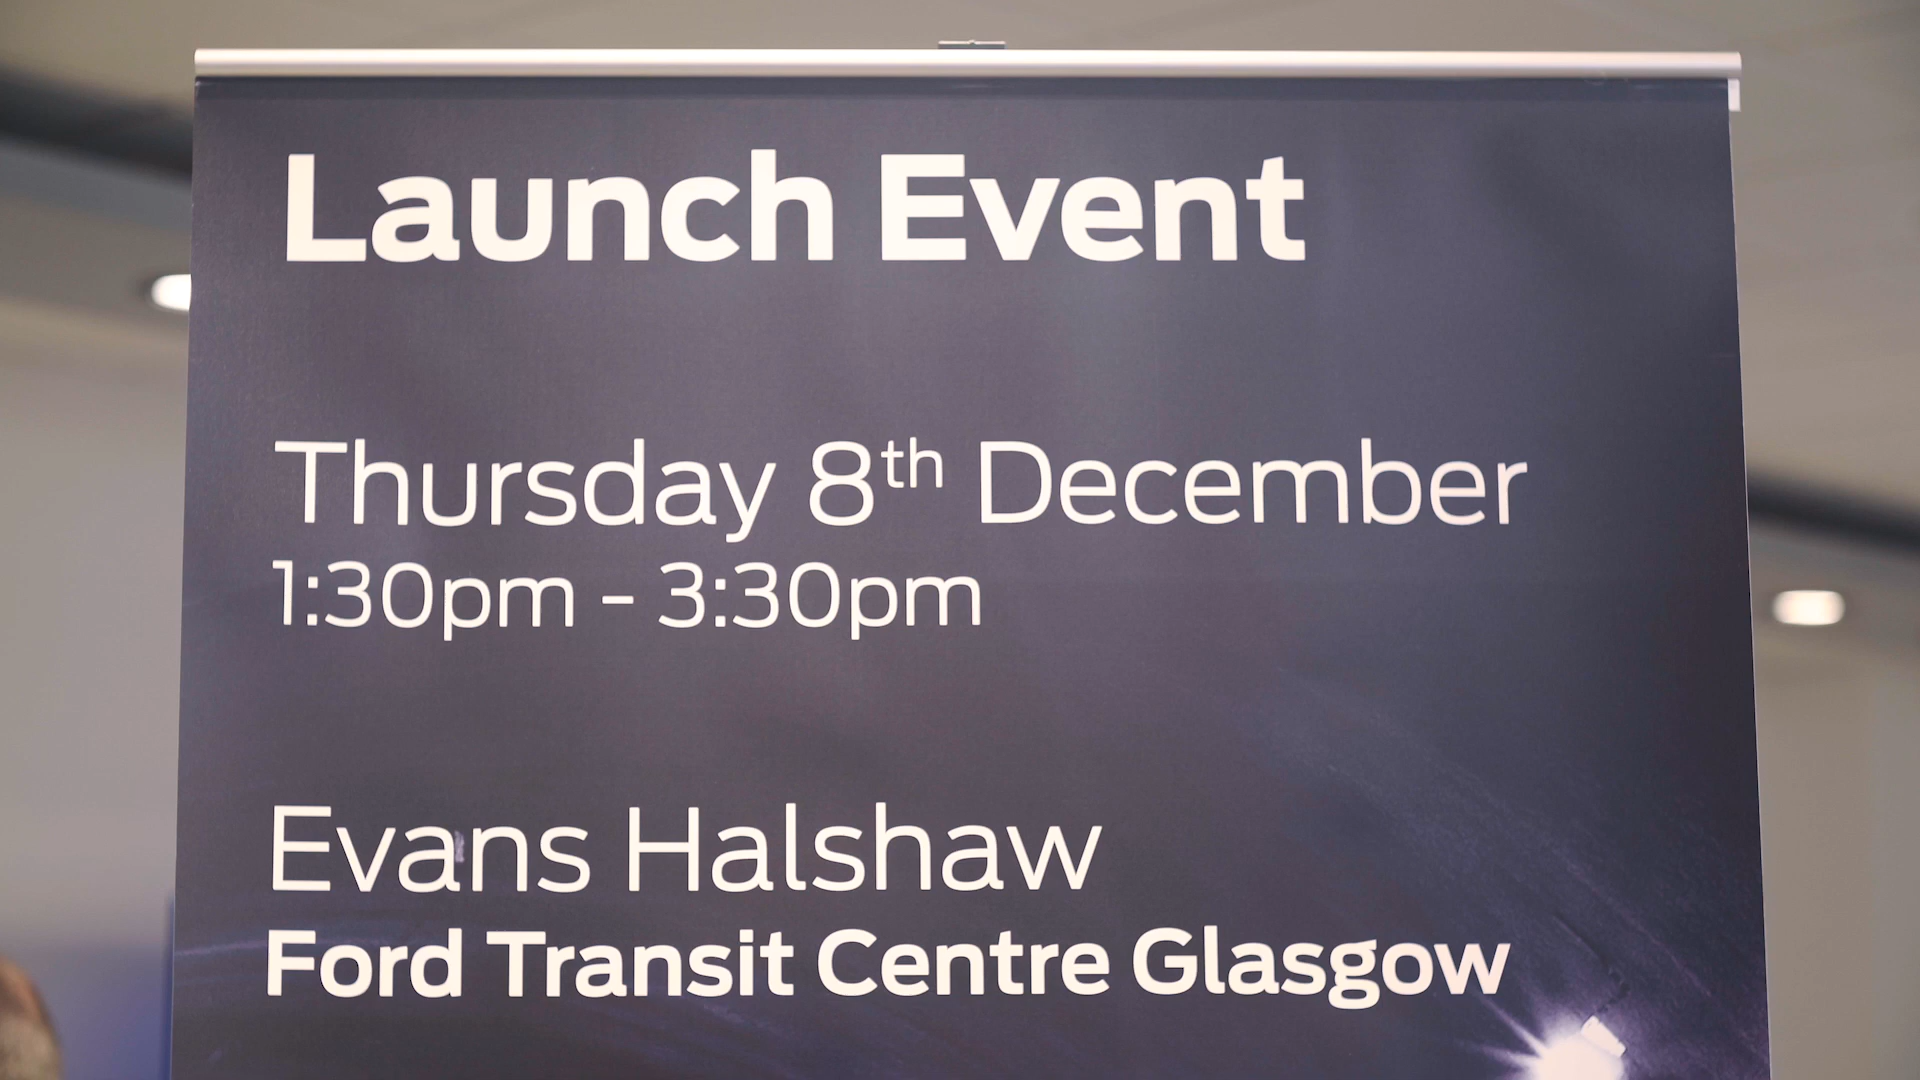 Launch Event
Thursday 8th December
1:30pm - 3:30pm
Evans Halshaw
Ford Transit Centre Glasgow